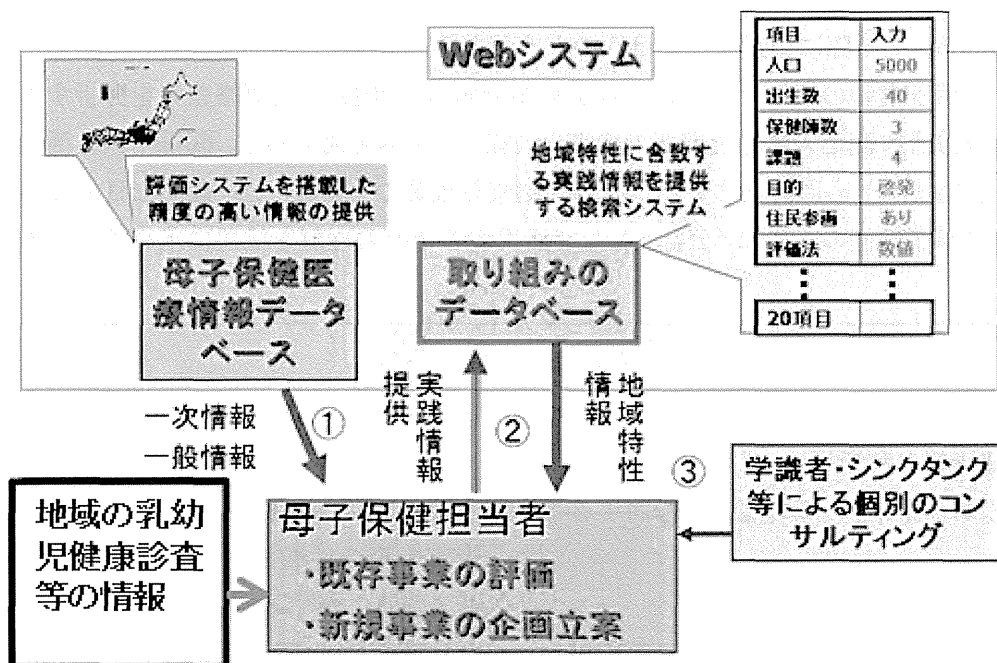 Webシステム
項目 入力
人口 5000
出生数 40
保健師数 3
課題 4
目的 啓発
住民参画 あり
評価法 数値
20項目
評価システムを搭載した
精度の高い情報の提供
地域特性に合致す
る実践情報を提供
する検索システム
母子保健医
療情報データ
ベース
取り組みの
データベース
一次情報
一般情報
①
実践情報
提供
②
地域特性
情報
③
学識者・シンクタンク
等による個別のコン
サルティング
地域の乳幼
児健康診査
等の情報
母子保健担当者
・既存事業の評価
・新規事業の企画立案